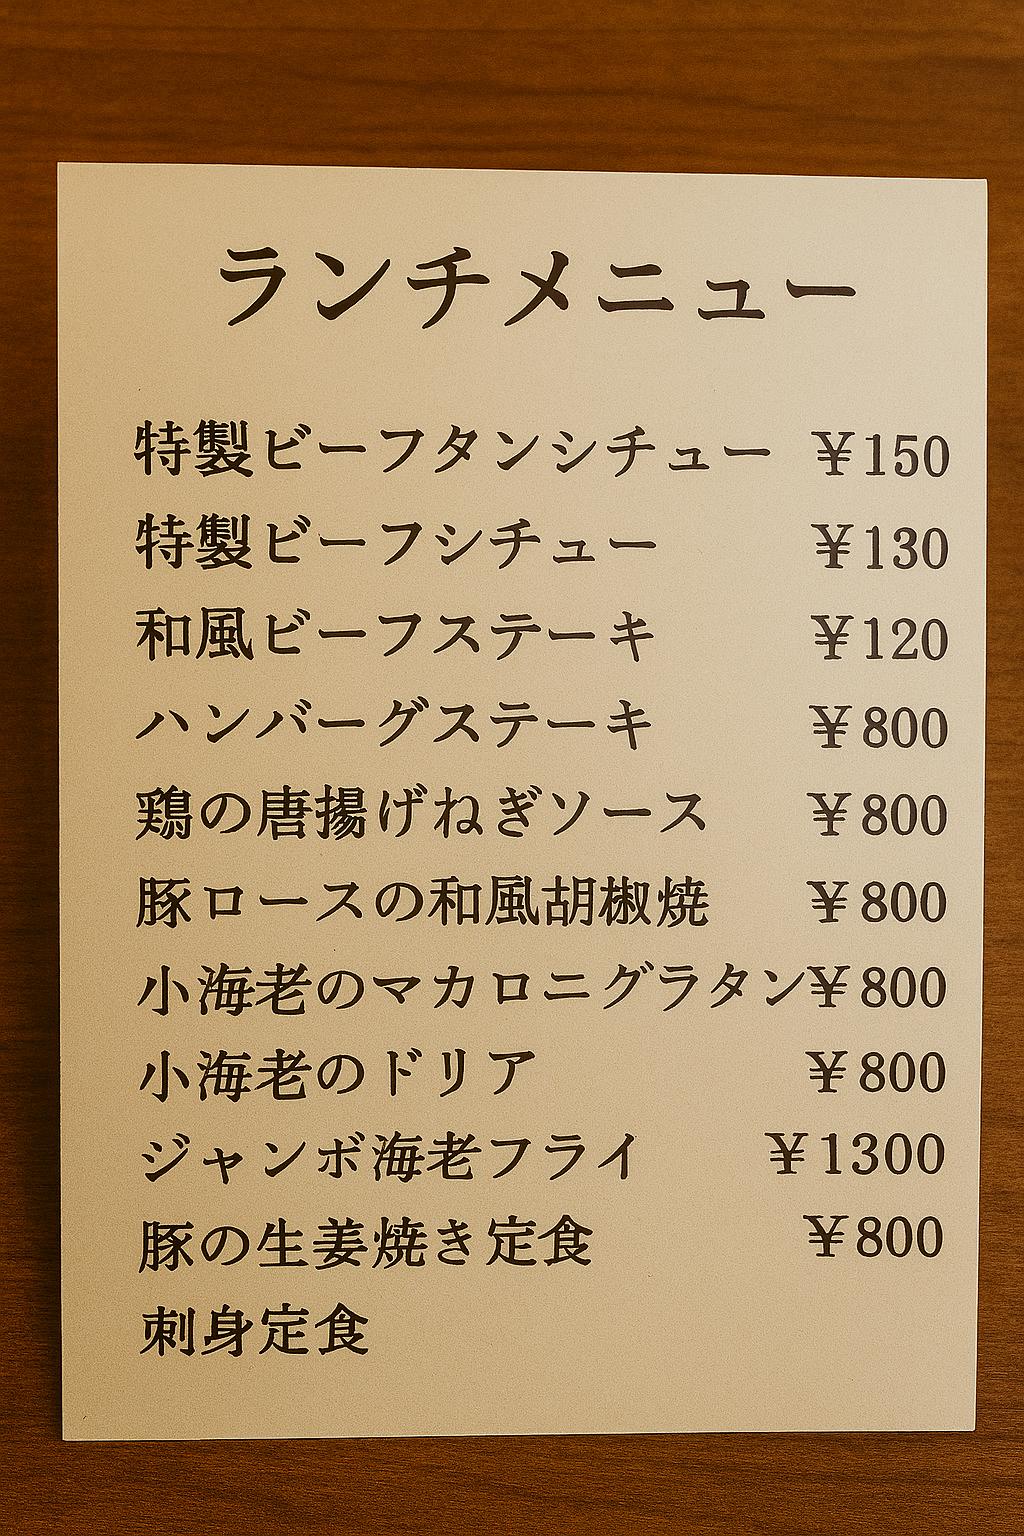 ランチメニュー
特製ビーフタンシチュー ¥150
特製ビーフシチュー ¥130
和風ビーフステーキ ¥120
ハンバーグステーキ ¥800
鶏の唐揚げねぎソース ¥800
豚ロースの和風胡椒焼 ¥800
小海老のマカロニグラタン¥800
小海老のドリア ¥800
ジャンボ海老フライ ¥1300
豚の生姜焼き定食 ¥800
刺身定食